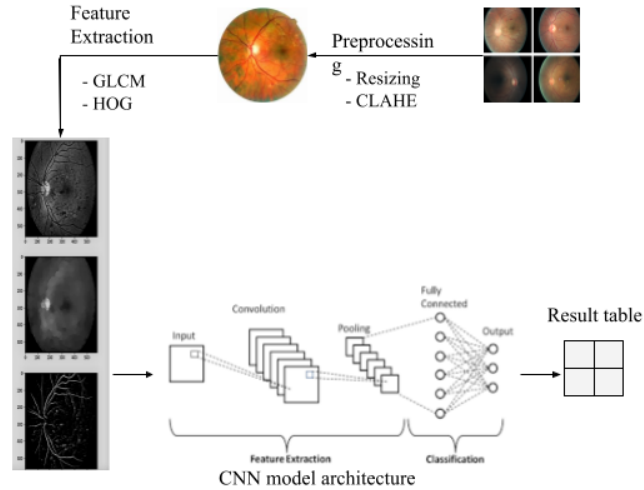 Feature
Extraction
- GLCM
- HOG
Preprocessin
g
- Resizing
- CLAHE
Input
Convolution
Pooling
Fully
Connected
Output
Feature Extraction
Classification
CNN model architecture
Result table